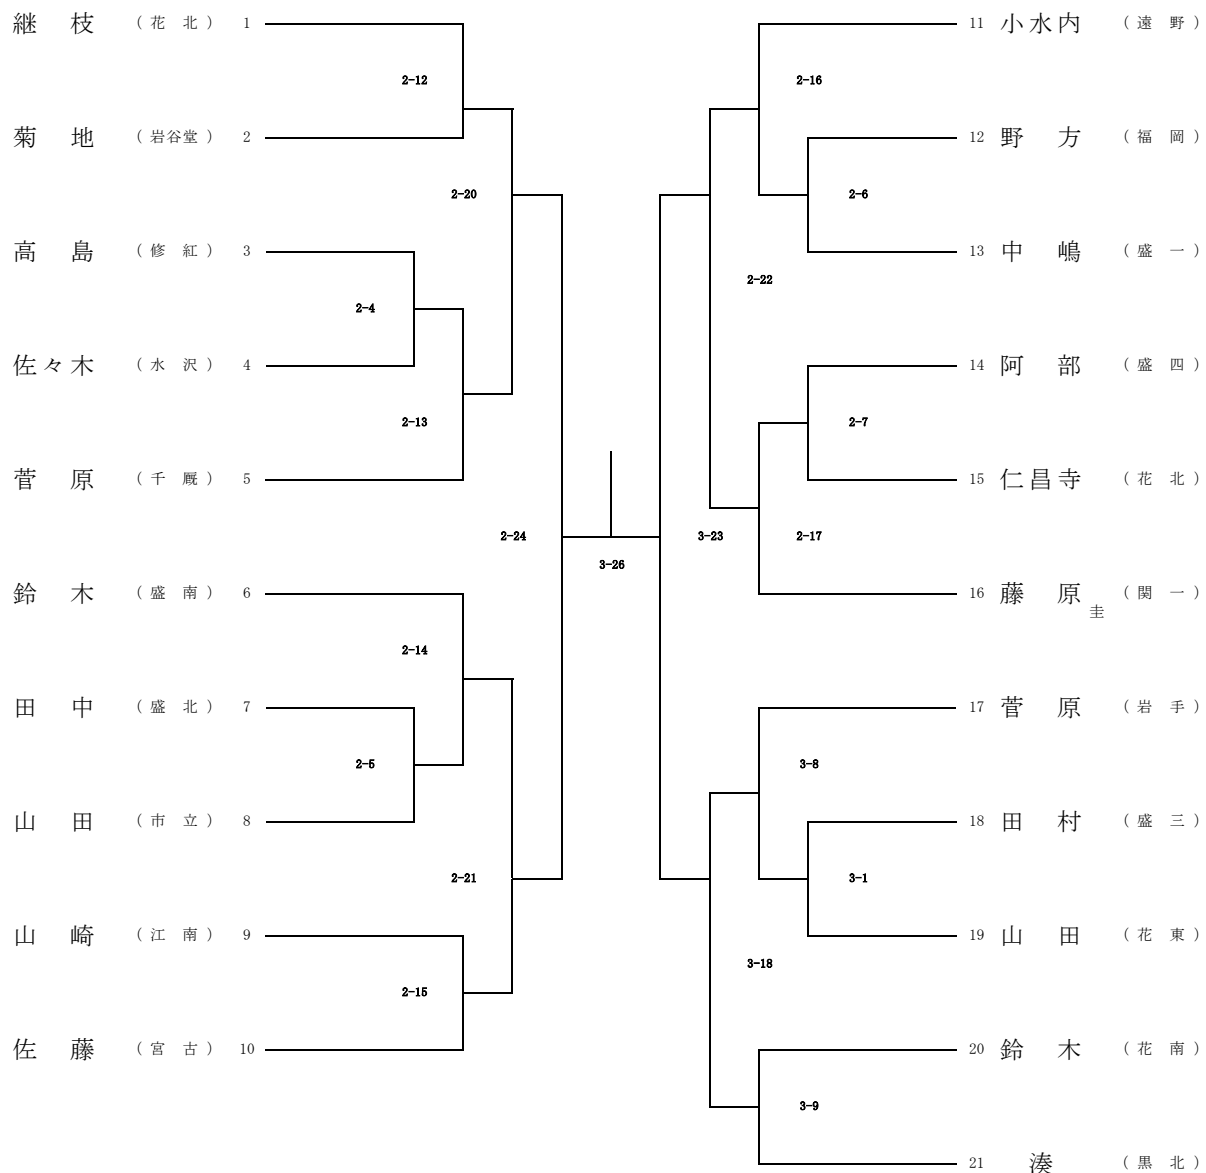 継枝 (花北) 1
2-12
菊地 (岩谷堂) 2
2-20
高島 (修紅) 3
2-4
佐々木 (水沢) 4
2-13
菅原 (千厩) 5
2-24
鈴木 (盛南) 6
2-14
田中 (盛北) 7
2-5
山田 (市立) 8
2-21
山崎 (江南) 9
2-15
佐藤 (宮古) 10
3-26
11 小水内 (遠野)
2-16
12 野方 (福岡)
2-6
13 中嶋 (盛一)
2-22
14 阿部 (盛四)
2-7
15 仁昌寺 (花北)
3-23
2-17
16 藤原圭 (関一)
17 菅原 (岩手)
3-8
18 田村 (盛三)
3-1
19 山田 (花東)
3-18
20 鈴木 (花南)
3-9
21 湊 (黒北)